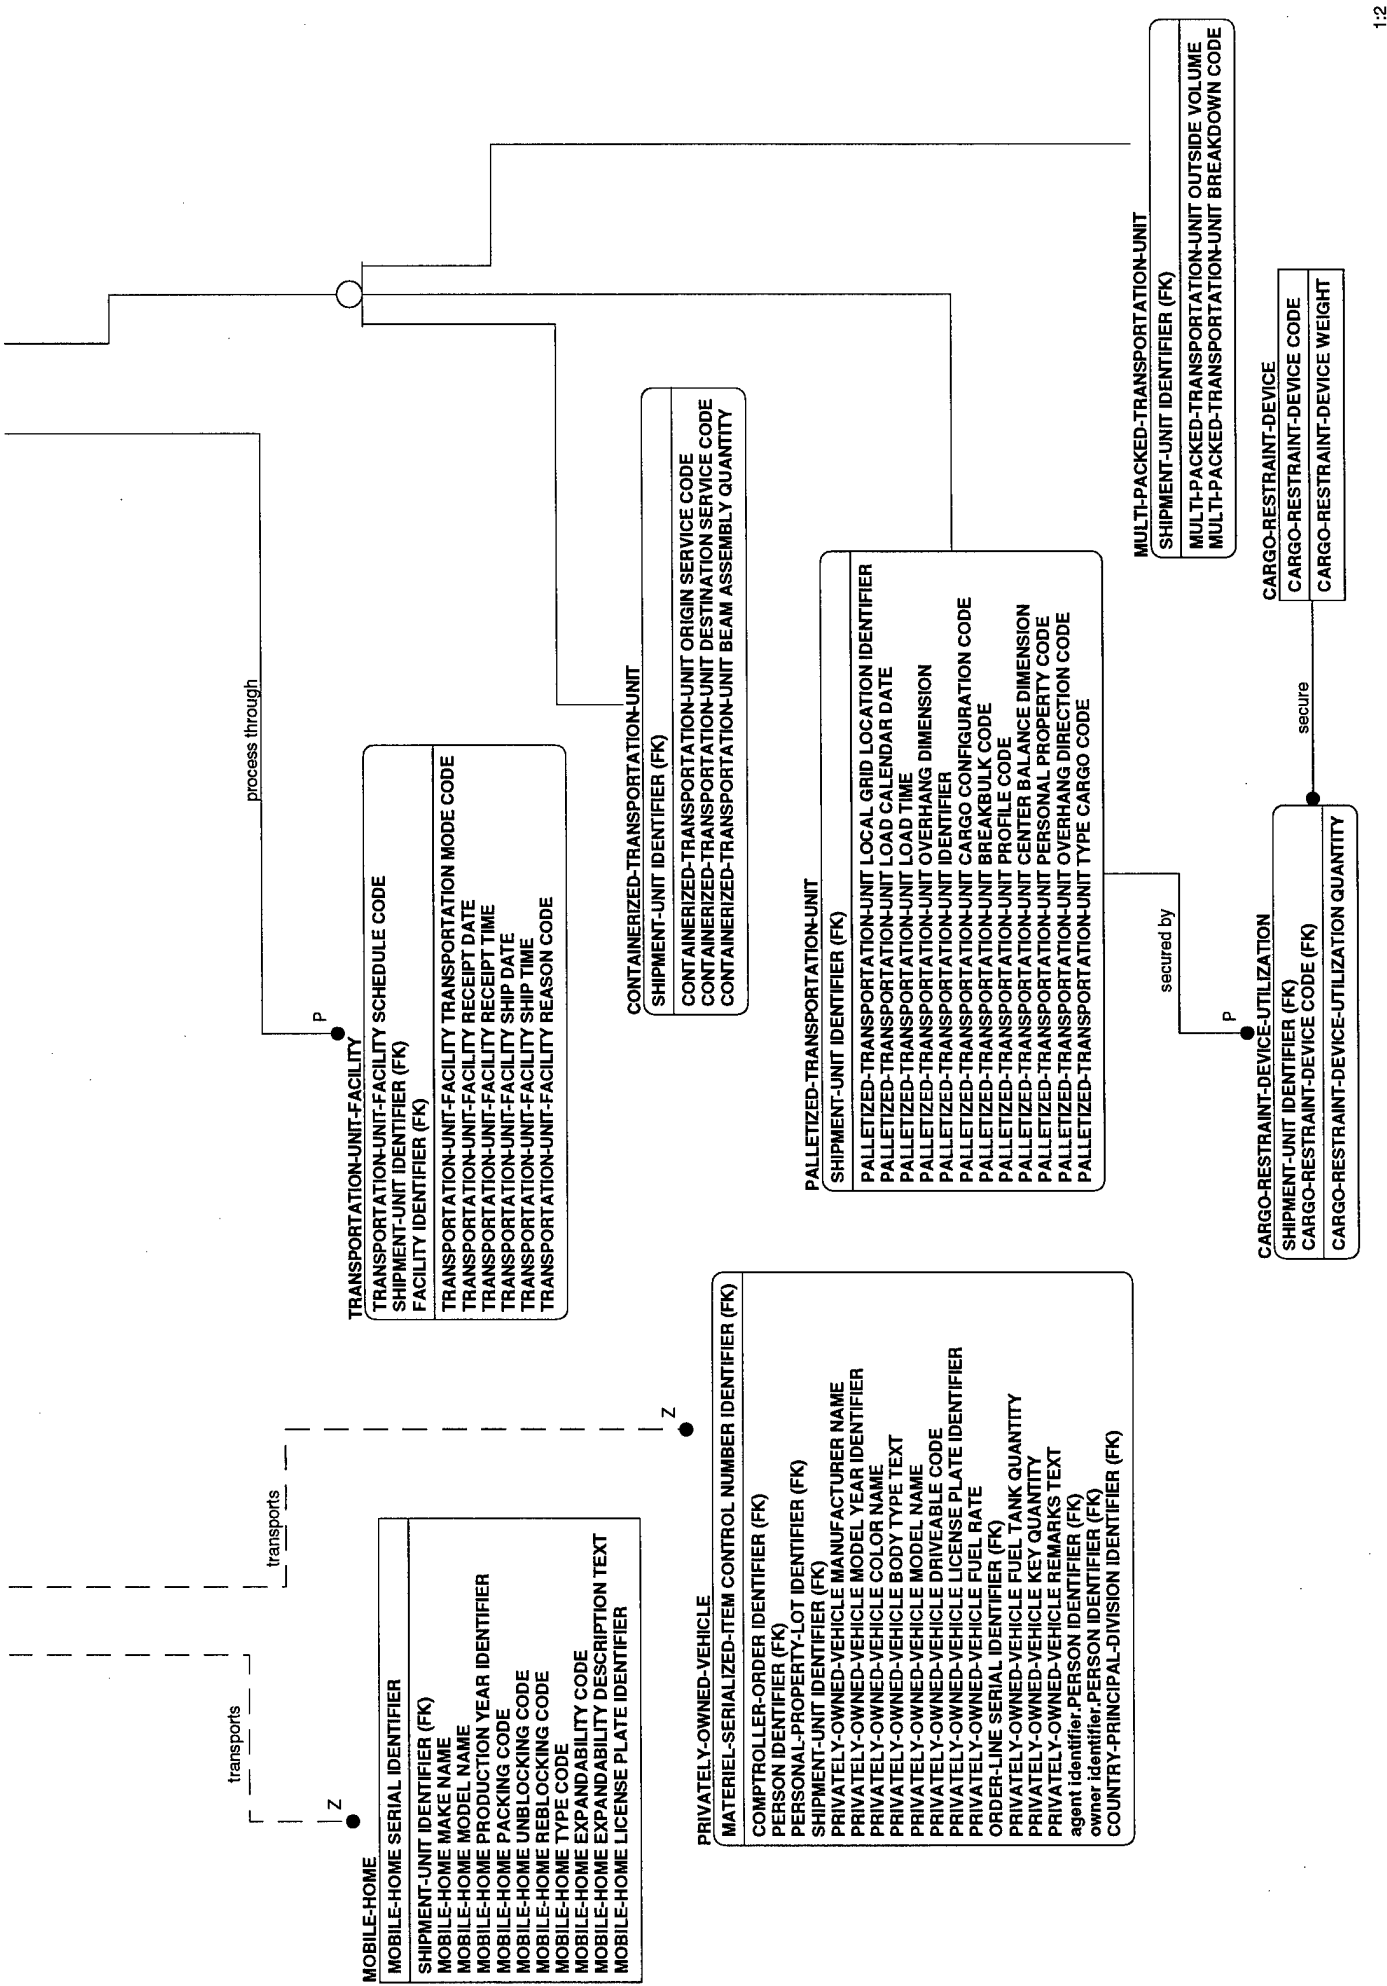 transports
Z
MOBILE-HOME
MOBILE-HOME SERIAL IDENTIFIER
SHIPMENT-UNIT IDENTIFIER (FK)
MOBILE-HOME MAKE NAME
MOBILE-HOME MODEL NAME
MOBILE-HOME PRODUCTION YEAR IDENTIFIER
MOBILE-HOME PACKING CODE
MOBILE-HOME UNBLOCKING CODE
MOBILE-HOME REBLOCKING CODE
MOBILE-HOME TYPE CODE
MOBILE-HOME EXPANDABILITY CODE
MOBILE-HOME EXPANDABILITY DESCRIPTION TEXT
MOBILE-HOME LICENSE PLATE IDENTIFIER
transports
Z
PRIVATELY-OWNED-VEHICLE
MATERIEL-SERIALIZED-ITEM CONTROL NUMBER IDENTIFIER (FK)
COMPTROLLER-ORDER IDENTIFIER (FK)
PERSON IDENTIFIER (FK)
PERSONAL-PROPERTY-LOT IDENTIFIER (FK)
SHIPMENT-UNIT IDENTIFIER (FK)
PRIVATELY-OWNED-VEHICLE MANUFACTURER NAME
PRIVATELY-OWNED-VEHICLE MODEL YEAR IDENTIFIER
PRIVATELY-OWNED-VEHICLE COLOR NAME
PRIVATELY-OWNED-VEHICLE BODY TYPE TEXT
PRIVATELY-OWNED-VEHICLE MODEL NAME
PRIVATELY-OWNED-VEHICLE DRIVEABLE CODE
PRIVATELY-OWNED-VEHICLE LICENSE PLATE IDENTIFIER
PRIVATELY-OWNED-VEHICLE FUEL RATE
ORDER-LINE SERIAL IDENTIFIER (FK)
PRIVATELY-OWNED-VEHICLE FUEL TANK QUANTITY
PRIVATELY-OWNED-VEHICLE KEY QUANTITY
PRIVATELY-OWNED-VEHICLE REMARKS TEXT
agent identifier.PERSON IDENTIFIER (FK)
owner identifier.PERSON IDENTIFIER (FK)
COUNTRY-PRINCIPAL-DIVISION IDENTIFIER (FK)
process through
P
TRANSPORTATION-UNIT-FACILITY
TRANSPORTATION-UNIT-FACILITY SCHEDULE CODE
SHIPMENT-UNIT IDENTIFIER (FK)
FACILITY IDENTIFIER (FK)
TRANSPORTATION-UNIT-FACILITY TRANSPORTATION MODE CODE
TRANSPORTATION-UNIT-FACILITY RECEIPT DATE
TRANSPORTATION-UNIT-FACILITY RECEIPT TIME
TRANSPORTATION-UNIT-FACILITY SHIP DATE
TRANSPORTATION-UNIT-FACILITY SHIP TIME
TRANSPORTATION-UNIT-FACILITY REASON CODE
CONTAINERIZED-TRANSPORTATION-UNIT
SHIPMENT-UNIT IDENTIFIER (FK)
CONTAINERIZED-TRANSPORTATION-UNIT ORIGIN SERVICE CODE
CONTAINERIZED-TRANSPORTATION-UNIT DESTINATION SERVICE CODE
CONTAINERIZED-TRANSPORTATION-UNIT BEAM ASSEMBLY QUANTITY
PALLETIZED-TRANSPORTATION-UNIT
SHIPMENT-UNIT IDENTIFIER (FK)
PALLETIZED-TRANSPORTATION-UNIT LOCAL GRID LOCATION IDENTIFIER
PALLETIZED-TRANSPORTATION-UNIT LOAD CALENDAR DATE
PALLETIZED-TRANSPORTATION-UNIT LOAD TIME
PALLETIZED-TRANSPORTATION-UNIT OVERHANG DIMENSION
PALLETIZED-TRANSPORTATION-UNIT IDENTIFIER
PALLETIZED-TRANSPORTATION-UNIT CARGO CONFIGURATION CODE
PALLETIZED-TRANSPORTATION-UNIT BREAKBULK CODE
PALLETIZED-TRANSPORTATION-UNIT PROFILE CODE
PALLETIZED-TRANSPORTATION-UNIT CENTER BALANCE DIMENSION
PALLETIZED-TRANSPORTATION-UNIT PERSONAL PROPERTY CODE
PALLETIZED-TRANSPORTATION-UNIT OVERHANG DIRECTION CODE
PALLETIZED-TRANSPORTATION-UNIT TYPE CARGO CODE
secured by
P
CARGO-RESTRAINT-DEVICE-UTILIZATION
SHIPMENT-UNIT IDENTIFIER (FK)
CARGO-RESTRAINT-DEVICE CODE (FK)
CARGO-RESTRAINT-DEVICE-UTILIZATION QUANTITY
secure
MULTI-PACKED-TRANSPORTATION-UNIT
SHIPMENT-UNIT IDENTIFIER (FK)
MULTI-PACKED-TRANSPORTATION-UNIT OUTSIDE VOLUME
MULTI-PACKED-TRANSPORTATION-UNIT BREAKDOWN CODE
CARGO-RESTRAINT-DEVICE
CARGO-RESTRAINT-DEVICE CODE
CARGO-RESTRAINT-DEVICE WEIGHT
1:2